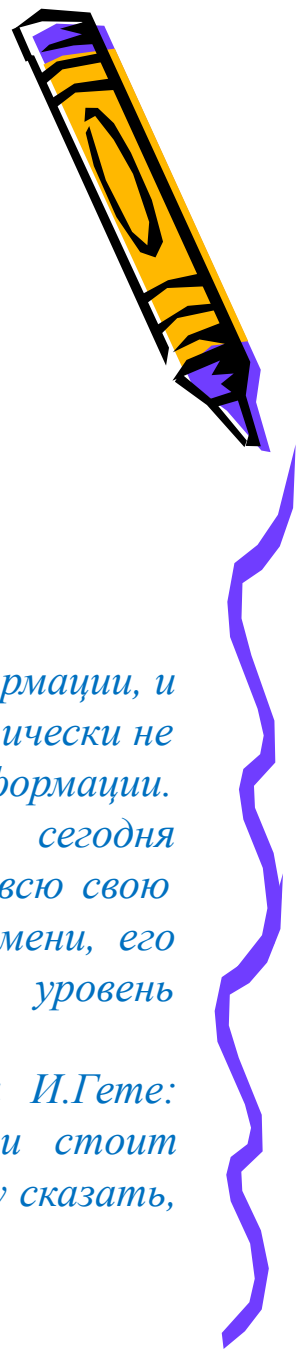 рмации, и
ически не
формации.
сегодня
всю свою
мени, его
уровень
И.Гете:
и стоит
у сказать,